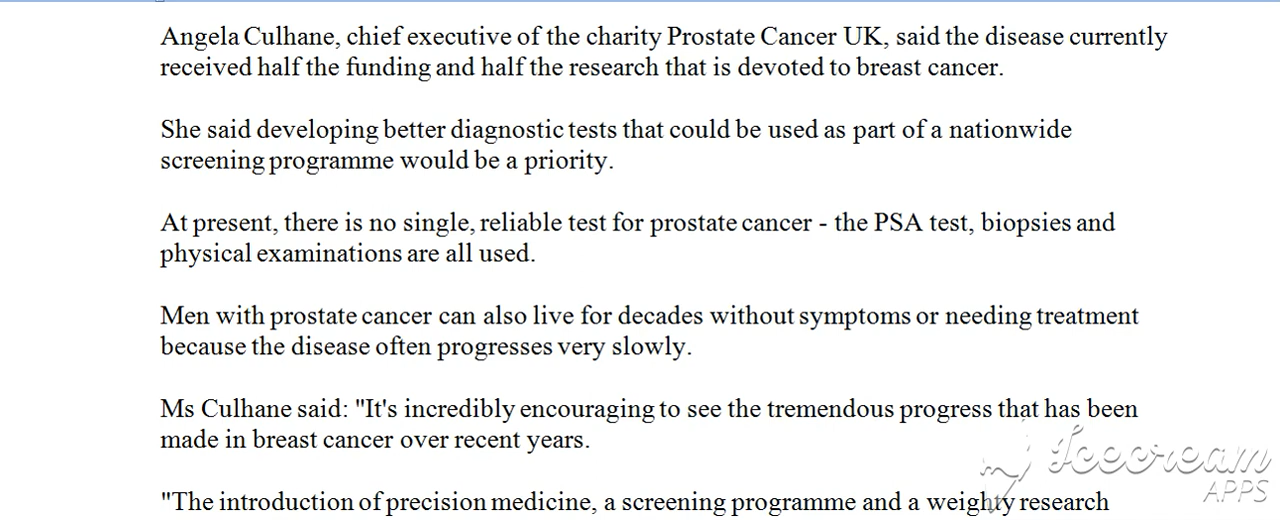 Angela Culhane, chief executive of the charity Prostate Cancer UK, said the disease currently
received half the funding and half the research that is devoted to breast cancer.
She said developing better diagnostic tests that could be used as part of a nationwide
screening programme would be a priority.
At present, there is no single, reliable test for prostate cancer - the PSA test, biopsies and
physical examinations are all used.
Men with prostate cancer can also live for decades without symptoms or needing treatment
because the disease often progresses very slowly.
Ms Culhane said: "It's incredibly encouraging to see the tremendous progress that has been
made in breast cancer over recent years.
"The introduction of precision medicine, a screening programme and a weighty research
Icecream
APPS